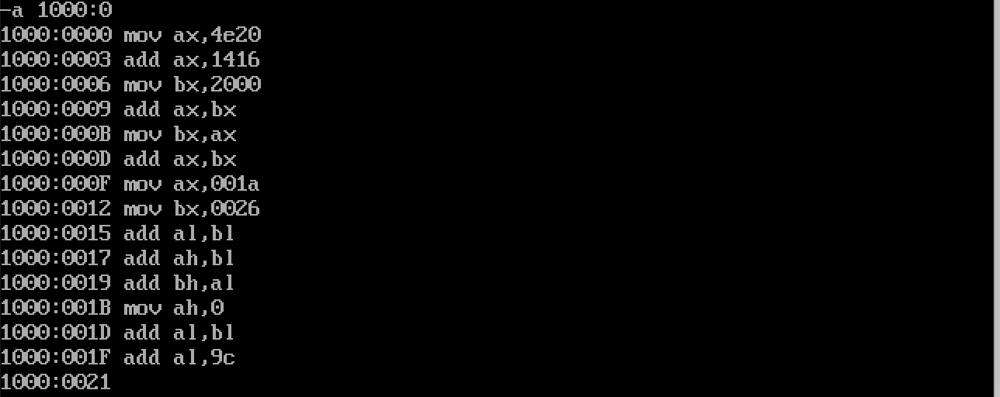 -a 1000:0
1000:0000 mov ax,4e20
1000:0003 add ax,1416
1000:0006 mov bx,2000
1000:0009 add ax,bx
1000:000B mov bx,ax
1000:000D add ax,bx
1000:000F mov ax,001a
1000:0012 mov bx,0026
1000:0015 add al,bl
1000:0017 add ah,bl
1000:0019 add bh,al
1000:001B mov ah,0
1000:001D add al,bl
1000:001F add al,9c
1000:0021